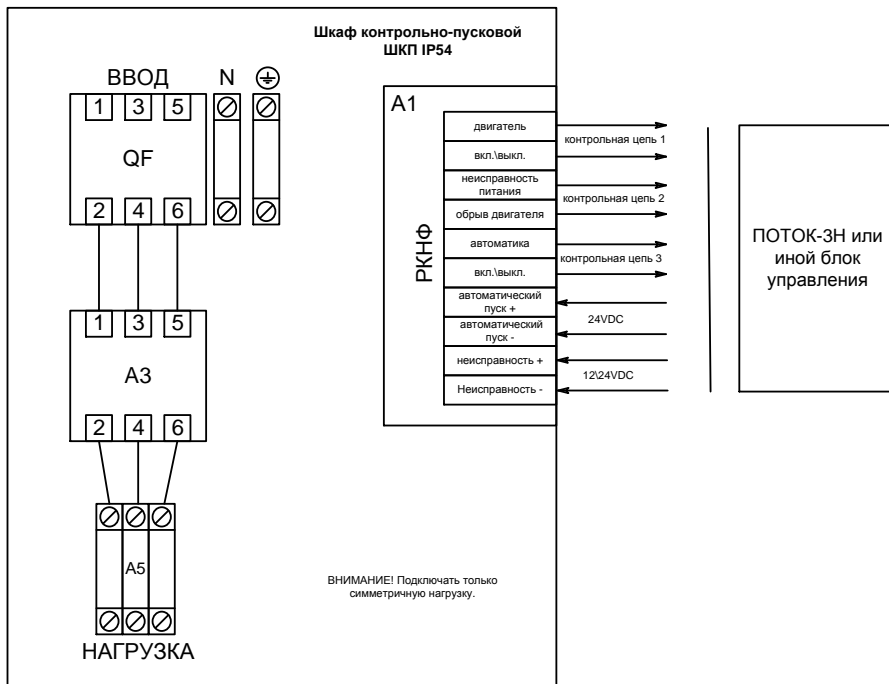 Шкаф контрольно-пусковой
ШКП IP54
ВВОД
N
1 3 5
QF
2 4 6
1 3 5
А3
2 4 6
А5
НАГРУЗКА
А1
РКНФ
двигатель
вкл.\выкл.
контрольная цепь 1
неисправность
питания
обрыв двигателя
контрольная цепь 2
автоматика
вкл.\выкл.
контрольная цепь 3
автоматический
пуск +
автоматический
пуск -
24VDC
неисправность +
Неисправность -
12\24VDC
ПОТОК-3Н или
иной блок
управления
ВНИМАНИЕ! Подключать только
симметричную нагрузку.